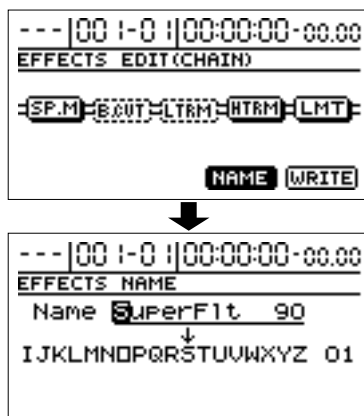 ---|001-01|00:00:00-00.00
EFFECTS EDIT(CHAIN)
SP.M B.CUT LTRM HTRM LMT
NAME WRITE
---|001-01|00:00:00-00.00
EFFECTS NAME
Name SuperFlt 90
↓
IJKLMNOPQRSTUVWXYZ 01